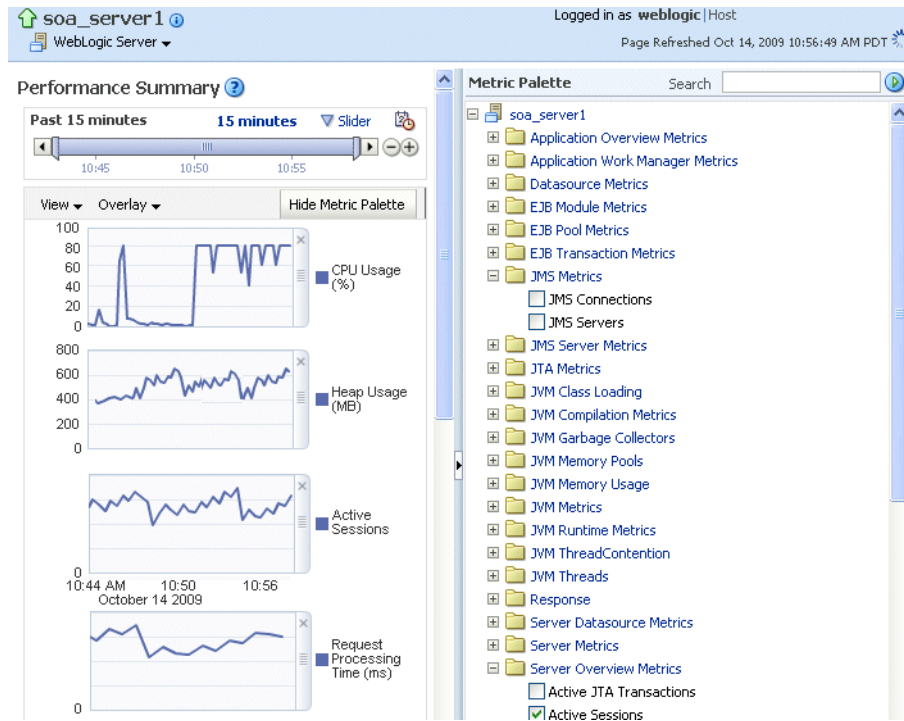 soa_server1
Logged in as weblogic|Host
WebLogic Server
Page Refreshed Oct 14, 2009 10:56:49 AM PDT
Performance Summary
Past 15 minutes
15 minutes
Slider
10:45
10:50
10:55
View
Overlay
Hide Metric Palette
100
80
60
40
20
0
CPU Usage
(%)
800
600
400
200
0
Heap Usage
(MB)
Active
Sessions
0
10:44 AM
10:50
10:56
October 14 2009
Request
Processing
Time (ms)
0
Metric Palette
Search
soa_server1
Application Overview Metrics
Application Work Manager Metrics
Datasource Metrics
EJB Module Metrics
EJB Pool Metrics
EJB Transaction Metrics
JMS Metrics
JMS Connections
JMS Servers
JMS Server Metrics
JTA Metrics
JVM Class Loading
JVM Compilation Metrics
JVM Garbage Collectors
JVM Memory Pools
JVM Memory Usage
JVM Metrics
JVM Runtime Metrics
JVM ThreadContention
JVM Threads
Response
Server Datasource Metrics
Server Metrics
Server Overview Metrics
Active JTA Transactions
Active Sessions